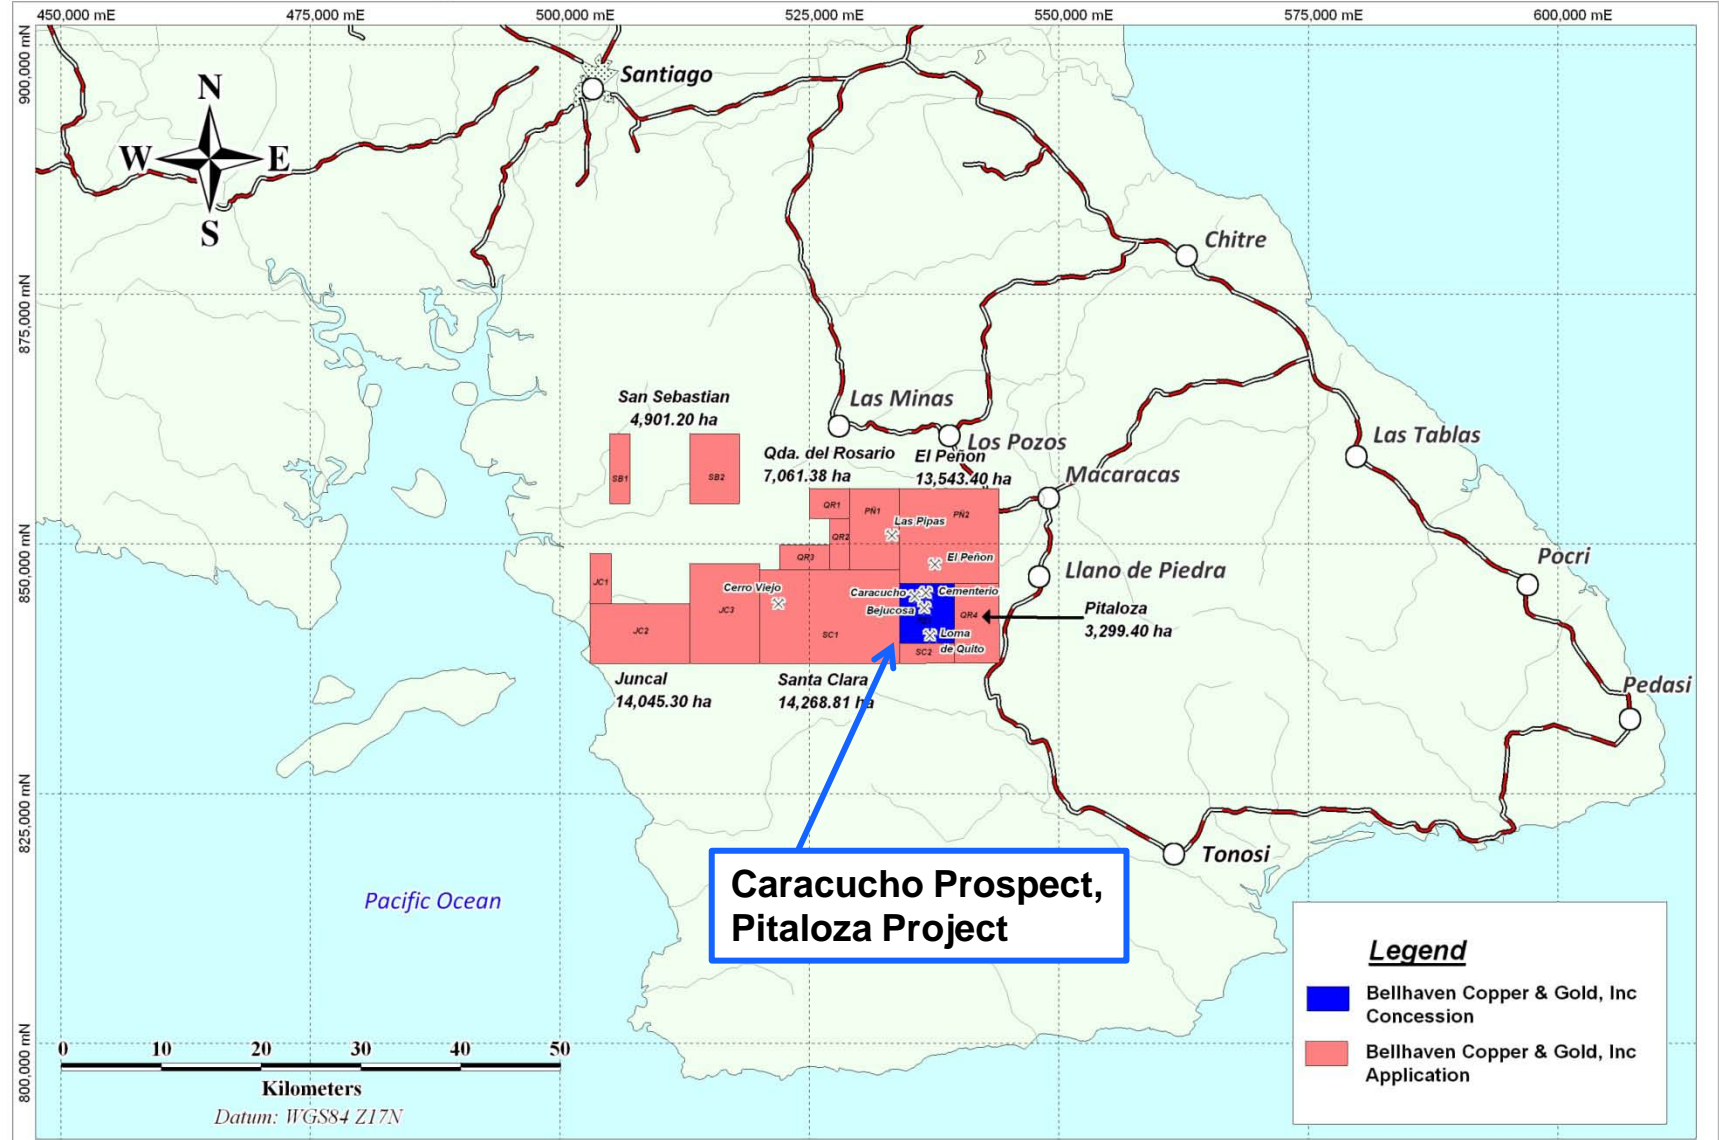 450,000 mE
475,000 mE
500,000 mE
525,000 mE
550,000 mE
575,000 mE
600,000 mE
900,000 mN
875,000 mN
850,000 mN
825,000 mN
800,000 mN
N
W
E
S
Santiago
Chitre
Las Minas
Los Pozos
Macaracas
Las Tablas
Llano de Piedra
Pocri
Pedasi
Tonosi
San Sebastian
4,901.20 ha
SB1
SB2
Qda. del Rosario
7,061.38 ha
El Peñon
13,543.40 ha
QR1
PÑ1
PÑ2
Las Pipas
QR2
QR3
El Peñon
JC1
JC2
JC3
Cerro Viejo
SC1
Caracucho
Cementerio
Bejucosa
QR4
Loma
de Quito
SC2
Pitaloza
3,299.40 ha
Juncal
14,045.30 ha
Santa Clara
14,268.81 ha
Caracucho Prospect,
Pitaloza Project
Pacific Ocean
0 10 20 30 40 50
Kilometers
Datum: WGS84 Z17N
Legend
Bellhaven Copper & Gold, Inc
Concession
Bellhaven Copper & Gold, Inc
Application